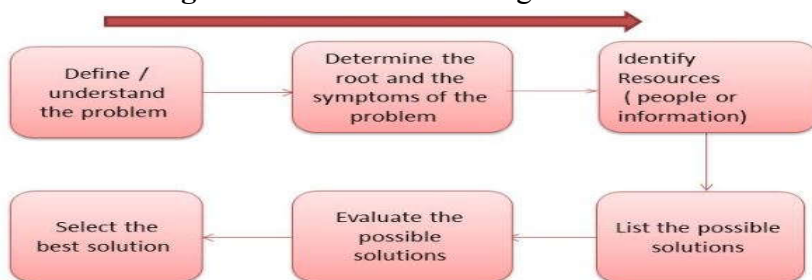 Define /
understand
the problem
Determine the
root and the
symptoms of the
problem
Identify
Resources
( people or
information)
List the possible
solutions
Evaluate the
possible
solutions
Select the
best solution